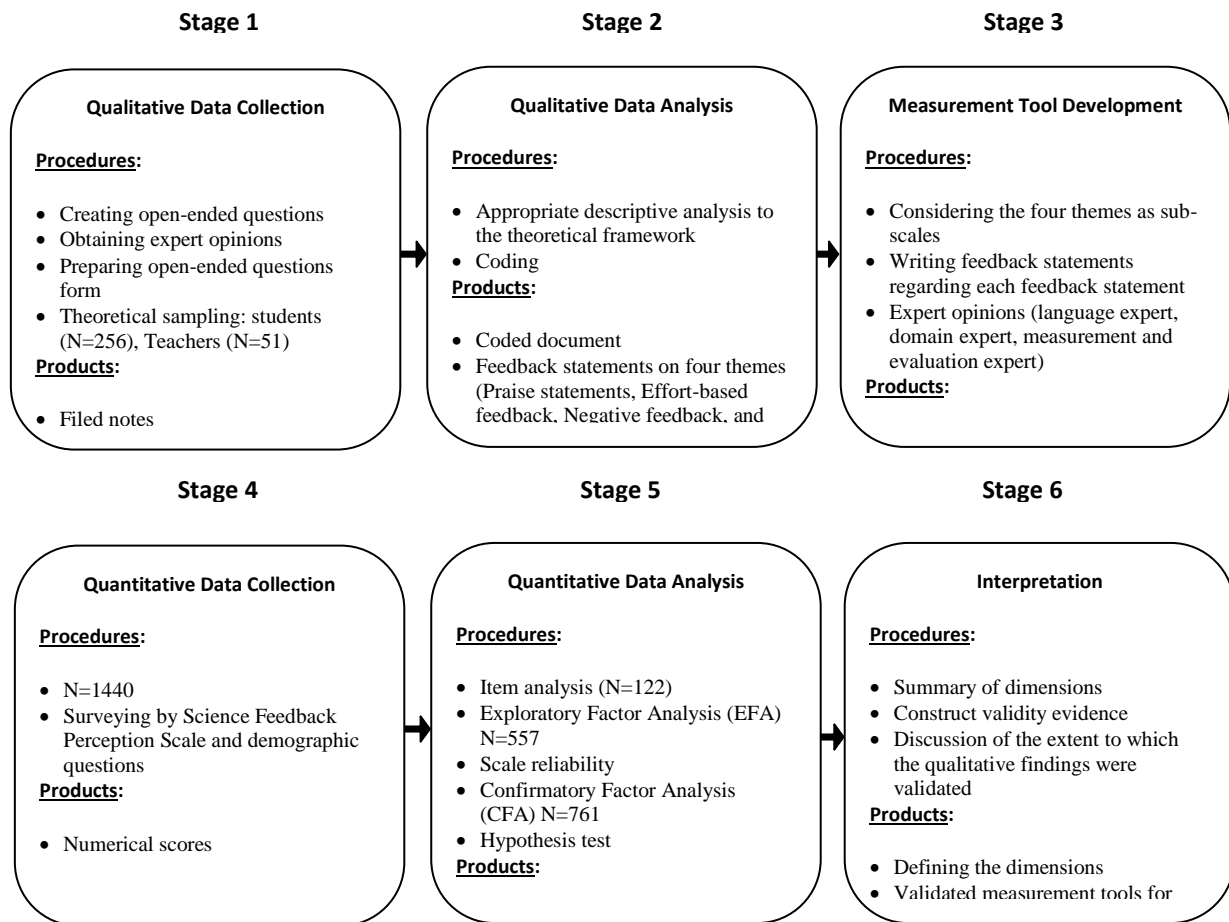 Stage 1
Stage 2
Stage 3
Qualitative Data Collection
Procedures:
• Creating open-ended questions
• Obtaining expert opinions
• Preparing open-ended questions
form
• Theoretical sampling: students
(N=256), Teachers (N=51)
Products:
• Filed notes
Qualitative Data Analysis
Procedures:
• Appropriate descriptive analysis to
the theoretical framework
• Coding
Products:
• Coded document
• Feedback statements on four themes
(Praise statements, Effort-based
feedback, Negative feedback, and
Measurement Tool Development
Procedures:
• Considering the four themes as sub-
scales
• Writing feedback statements
regarding each feedback statement
• Expert opinions (language expert,
domain expert, measurement and
evaluation expert)
Products:
Stage 4
Stage 5
Stage 6
Quantitative Data Collection
Procedures:
• N=1440
• Surveying by Science Feedback
Perception Scale and demographic
questions
Products:
• Numerical scores
Quantitative Data Analysis
Procedures:
• Item analysis (N=122)
• Exploratory Factor Analysis (EFA)
N=557
• Scale reliability
• Confirmatory Factor Analysis
(CFA) N=761
• Hypothesis test
Products:
Interpretation
Procedures:
• Summary of dimensions
• Construct validity evidence
• Discussion of the extent to which
the qualitative findings were
validated
Products:
• Defining the dimensions
• Validated measurement tools for